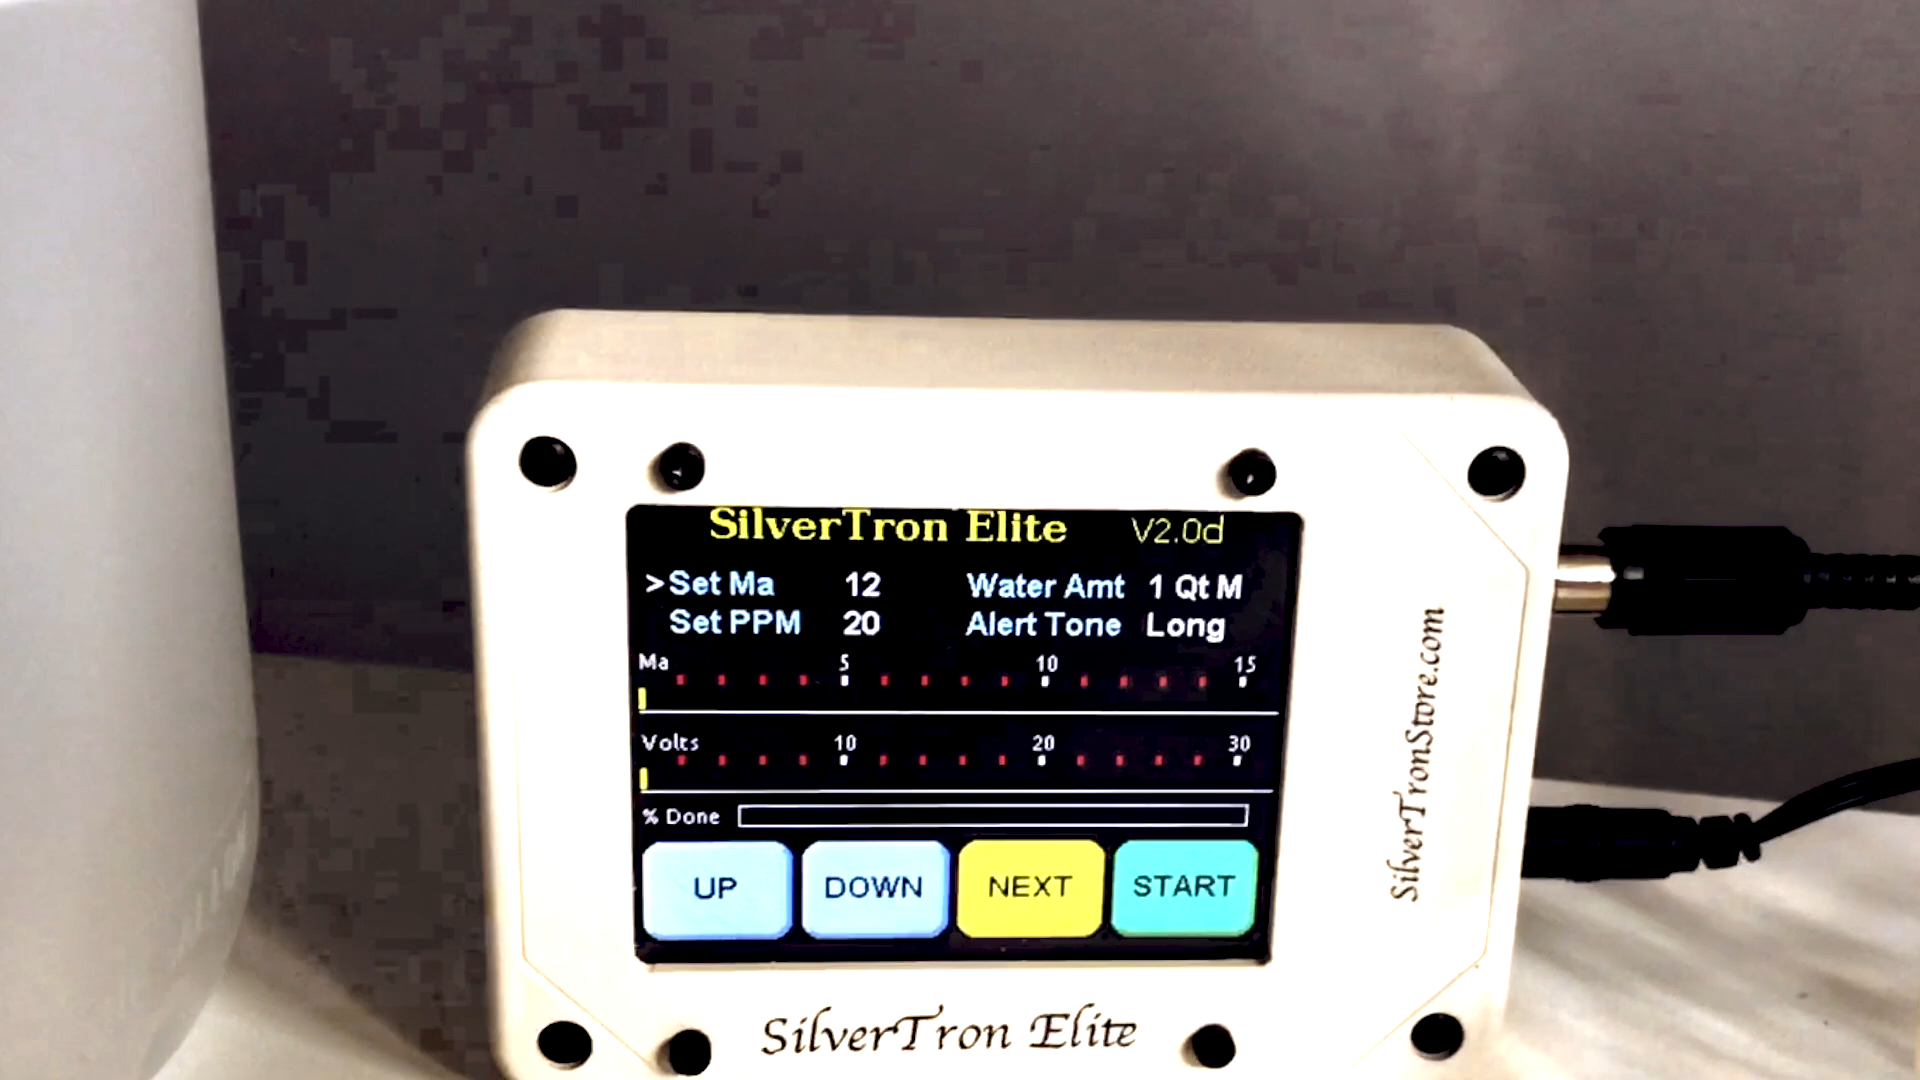 SilverTron Elite V2.0d
>Set Ma 12 Water Amt 1 Qt M
Set PPM 20 Alert Tone Long
Ma 5 10 15
Volts 10 20 30
% Done
UP DOWN NEXT START
SilverTron Elite
SilverTronStore.com